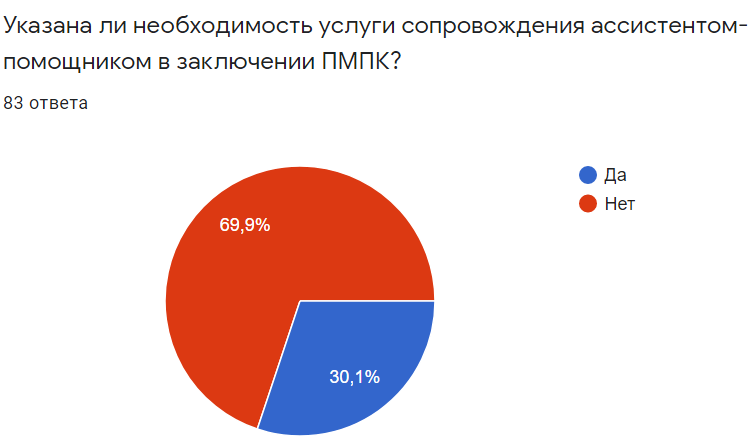 Указана ли необходимость услуги сопровождения ассистентом-
помощником в заключении ПМПК?
83 ответа
Да
Нет
69,9%
30,1%